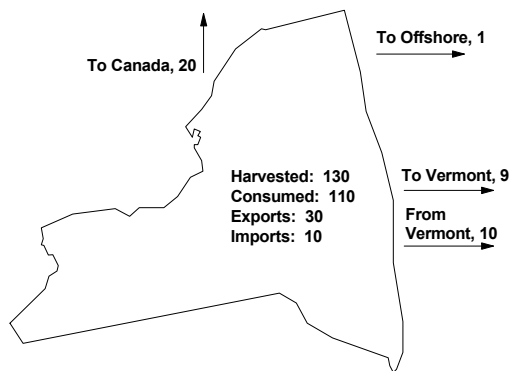 To Offshore, 1
To Canada, 20
Harvested: 130
Consumed: 110
Exports: 30
Imports: 10
To Vermont, 9
From
Vermont, 10